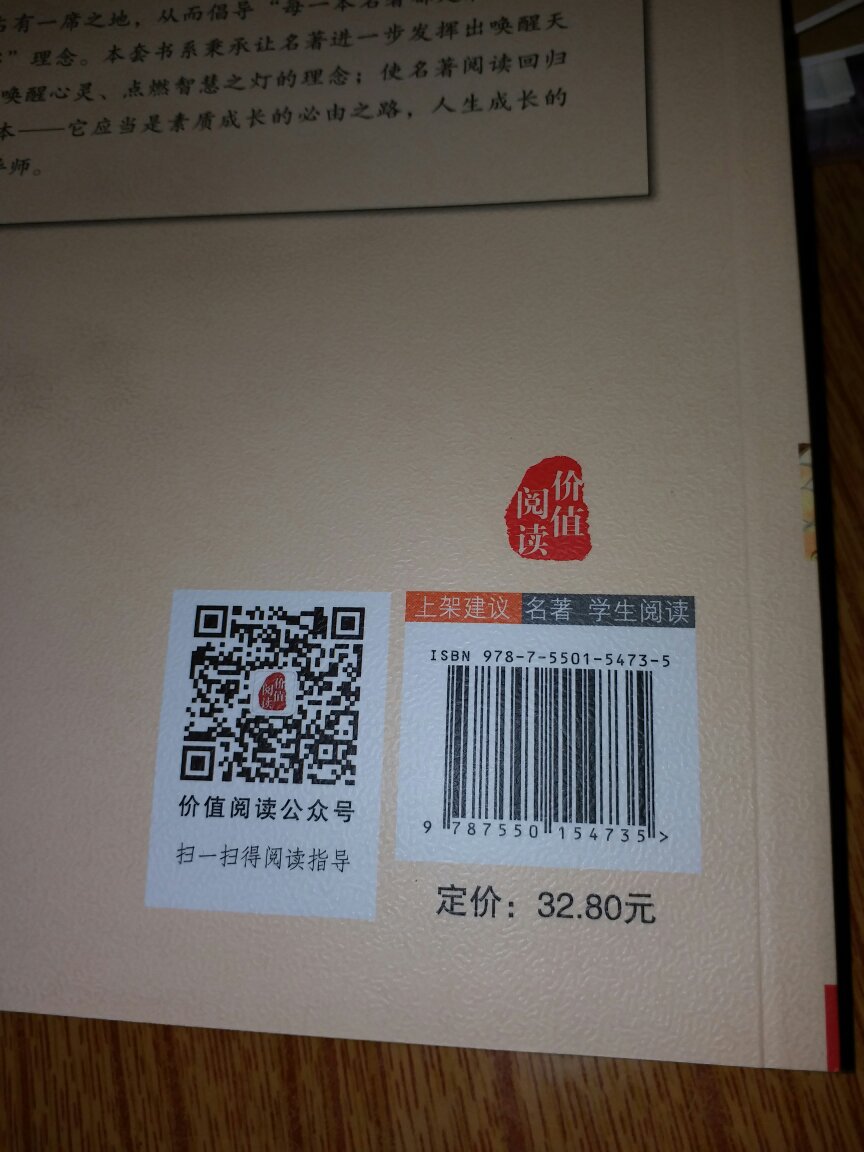 有一席之地，从而倡导“每一本名著都是
”理念。本套书系秉承让名著进一步发挥出唤醒天
唤醒心灵、点燃智慧之灯的理念；使名著阅读回归
本——它应当是素质成长的必由之路，人生成长的
师。
价值
阅读
上架建议 名著 学生阅读
ISBN 978-7-5501-5473-5
9 787550 154735 >
价值
阅读
价值阅读公众号
扫一扫得阅读指导
定价：32.80元